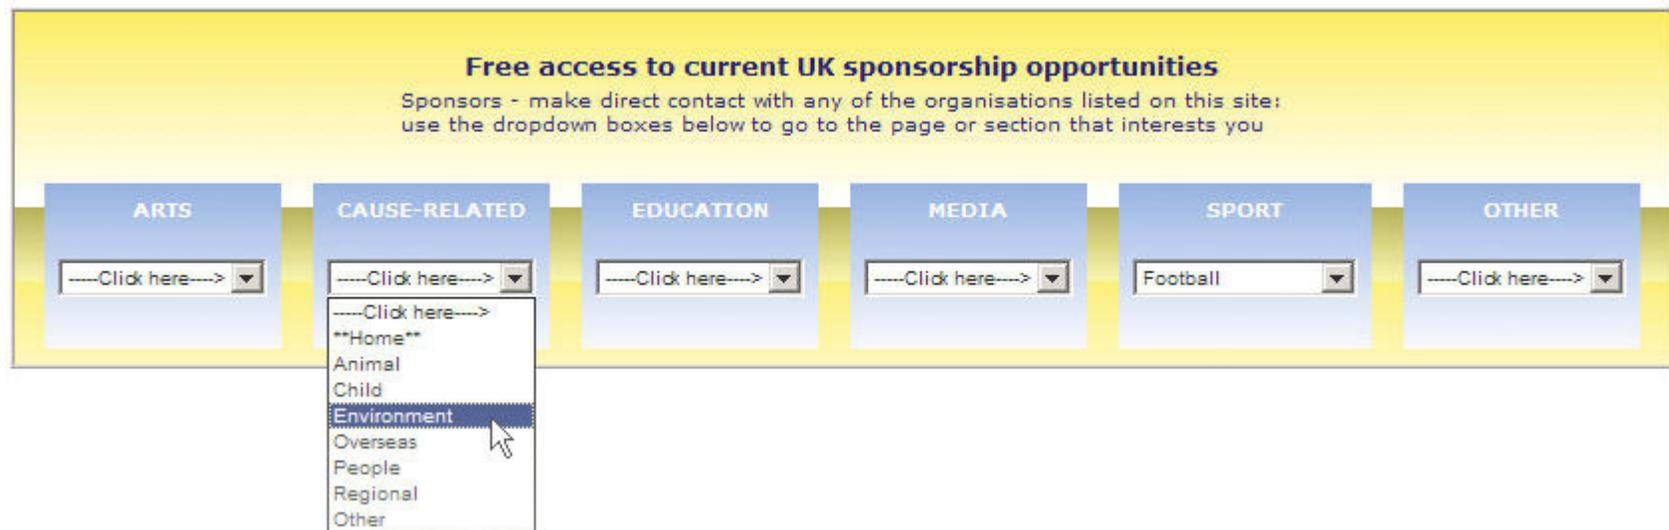 Free access to current UK sponsorship opportunities
Sponsors - make direct contact with any of the organisations listed on this site:
use the dropdown boxes below to go to the page or section that interests you
ARTS CAUSE-RELATED EDUCATION MEDIA SPORT OTHER
-----Click here----> -----Click here----> -----Click here----> -----Click here----> Football -----Click here---->
-----Click here---->
**Home**
Animal
Child
Environment
Overseas
People
Regional
Other